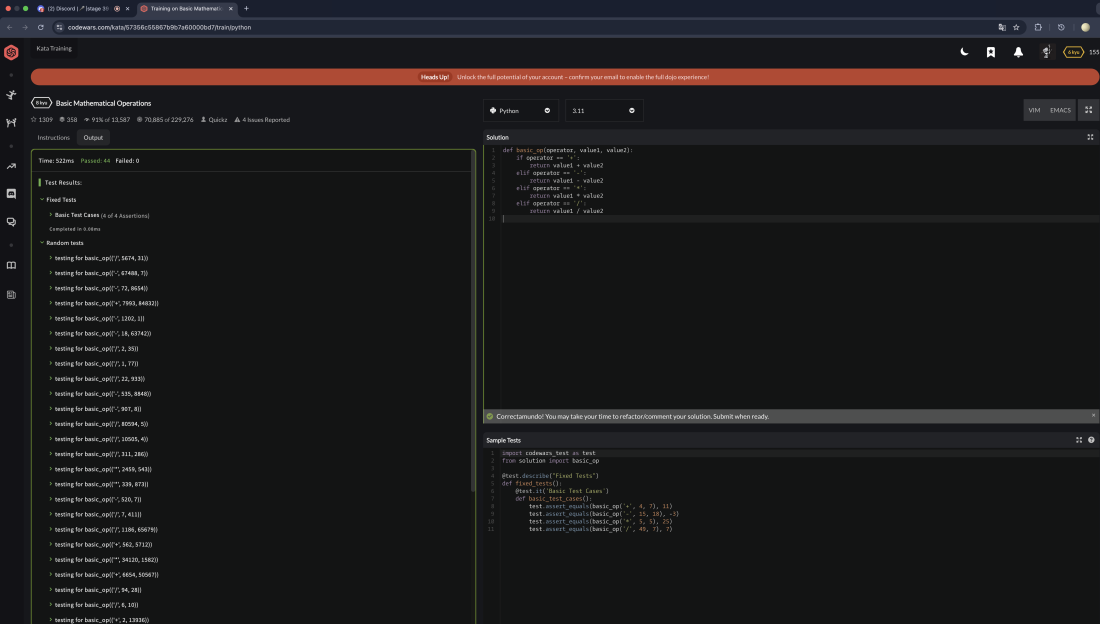 (2) Discord | Training on Basic Mathemati
codewars.com/kata/57356c55867b9b7a60000bd7/train/python
Kata Training
6 kyu 155
Heads Up! Unlock the full potential of your account – confirm your email to enable the full dojo experience!
8 kyu Basic Mathematical Operations
1309 358 91% of 13,587 70,885 of 229,276 Quickz 4 Issues Reported
Instructions Output
Time: 522ms Passed: 44 Failed: 0
Test Results:
Fixed Tests
Basic Test Cases (4 of 4 Assertions)
Completed in 0.08ms
Random tests
testing for basic_op(('/', 5674, 31))
testing for basic_op(('-', 67488, 7))
testing for basic_op(('-', 72, 8654))
testing for basic_op(('+', 7993, 84832))
testing for basic_op(('-', 1202, 1))
testing for basic_op(('-', 18, 63742))
testing for basic_op(('/', 2, 35))
testing for basic_op(('/', 1, 77))
testing for basic_op(('/', 22, 933))
testing for basic_op(('-', 535, 8848))
testing for basic_op(('-', 907, 8))
testing for basic_op(('/', 80594, 5))
testing for basic_op(('/', 10505, 4))
testing for basic_op(('/', 311, 286))
testing for basic_op(('*', 2459, 543))
testing for basic_op(('*', 339, 873))
testing for basic_op(('-', 520, 7))
testing for basic_op(('/', 7, 411))
testing for basic_op(('/', 1186, 65679))
testing for basic_op(('+', 562, 5712))
testing for basic_op(('*', 34120, 1582))
testing for basic_op(('+', 6654, 50567))
testing for basic_op(('/', 94, 28))
testing for basic_op(('/', 6, 10))
testing for basic_op(('+', 2, 13936))
Python 3.11 VIM EMACS
Solution
1 def basic_op(operator, value1, value2):
2 if operator == '+':
3 return value1 + value2
4 elif operator == '-':
5 return value1 - value2
6 elif operator == '*':
7 return value1 * value2
8 elif operator == '/':
9 return value1 / value2
10
Correctamundo! You may take your time to refactor/comment your solution. Submit when ready.
Sample Tests
1 import codewars_test as test
2 from solution import basic_op
3
4 @test.describe("Fixed Tests")
5 def fixed_tests():
6 @test.it('Basic Test Cases')
7 def basic_test_cases():
8 test.assert_equals(basic_op('+', 4, 7), 11)
9 test.assert_equals(basic_op('-', 15, 18), -3)
10 test.assert_equals(basic_op('*', 5, 5), 25)
11 test.assert_equals(basic_op('/', 49, 7), 7)